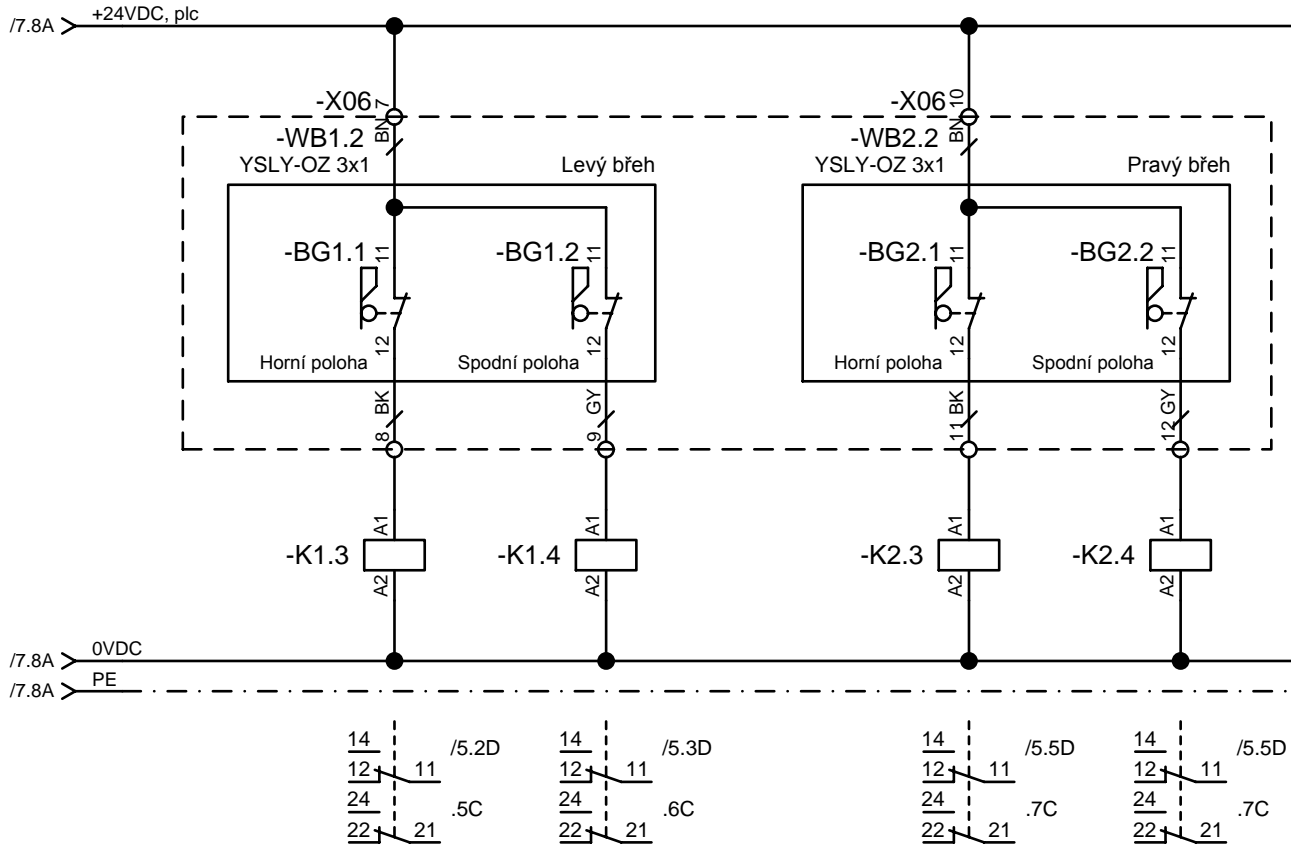 /7.8A
+24VDC, plc
-X06
7
-X06
10
BN
BN
-WB1.2
-WB2.2
YSLY-OZ 3x1
Levý břeh
YSLY-OZ 3x1
Pravý břeh
-BG1.1
11
-BG1.2
11
-BG2.1
11
-BG2.2
11
12
12
12
12
Horní poloha
Spodní poloha
Horní poloha
Spodní poloha
BK
GY
BK
GY
8
9
11
12
A1
A1
A1
A1
-K1.3
-K1.4
-K2.3
-K2.4
A2
A2
A2
A2
/7.8A
0VDC
/7.8A
PE
14
/5.2D
14
/5.3D
14
/5.5D
14
/5.5D
12
11
12
11
12
11
12
11
24
.5C
24
.6C
24
.7C
24
.7C
22
21
22
21
22
21
22
21